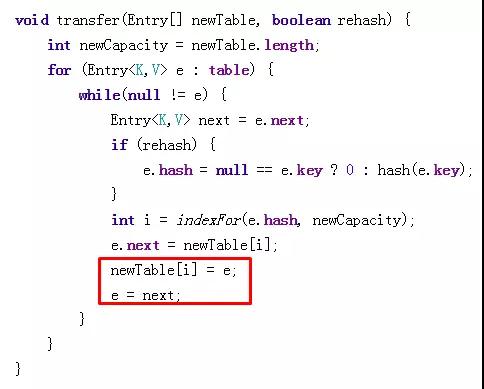 void transfer(Entry[] newTable, boolean rehash) {
    int newCapacity = newTable.length;
    for (Entry<K,V> e : table) {
        while(null != e) {
            Entry<K,V> next = e.next;
            if (rehash) {
                e.hash = null == e.key ? 0 : hash(e.key);
            }
            int i = indexFor(e.hash, newCapacity);
            e.next = newTable[i];
            newTable[i] = e;
            e = next;
        }
    }
}